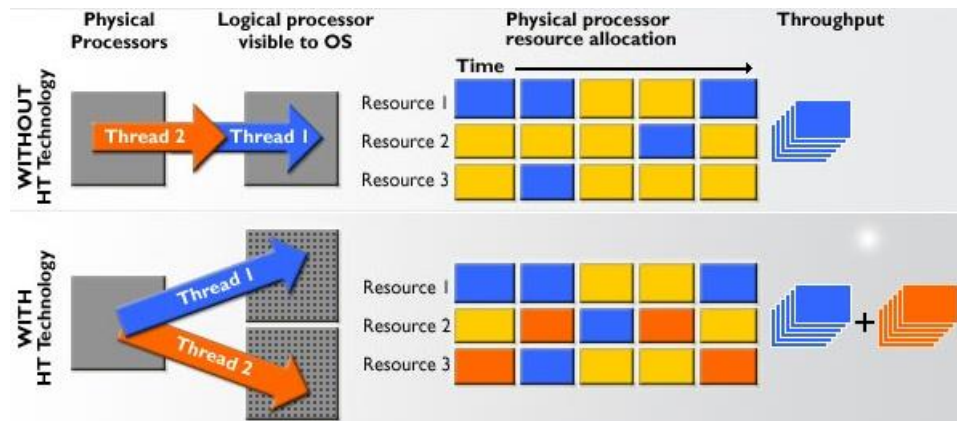 Physical
Processors
Logical processor
visible to OS
Physical processor
resource allocation
Throughput
WITHOUT
HT Technology
Thread 2
Thread 1
Time
Resource 1
Resource 2
Resource 3
WITH
HT Technology
Thread 1
Thread 2
Resource 1
Resource 2
Resource 3
+